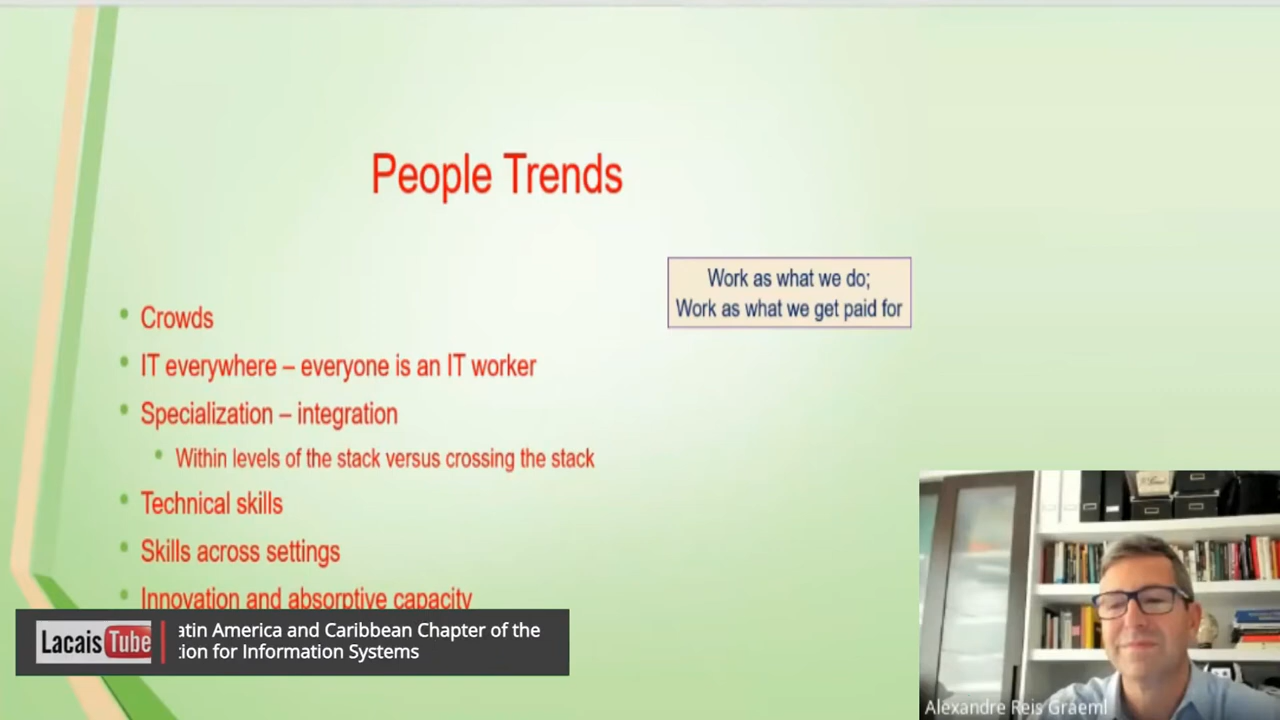 People Trends
Work as what we do;
Work as what we get paid for
Crowds
IT everywhere – everyone is an IT worker
Specialization – integration
Within levels of the stack versus crossing the stack
Technical skills
Skills across settings
Innovation and absorptive capacity
Lacais Tube
atin America and Caribbean Chapter of the
tion for Information Systems
Alexandre Reis Graeml